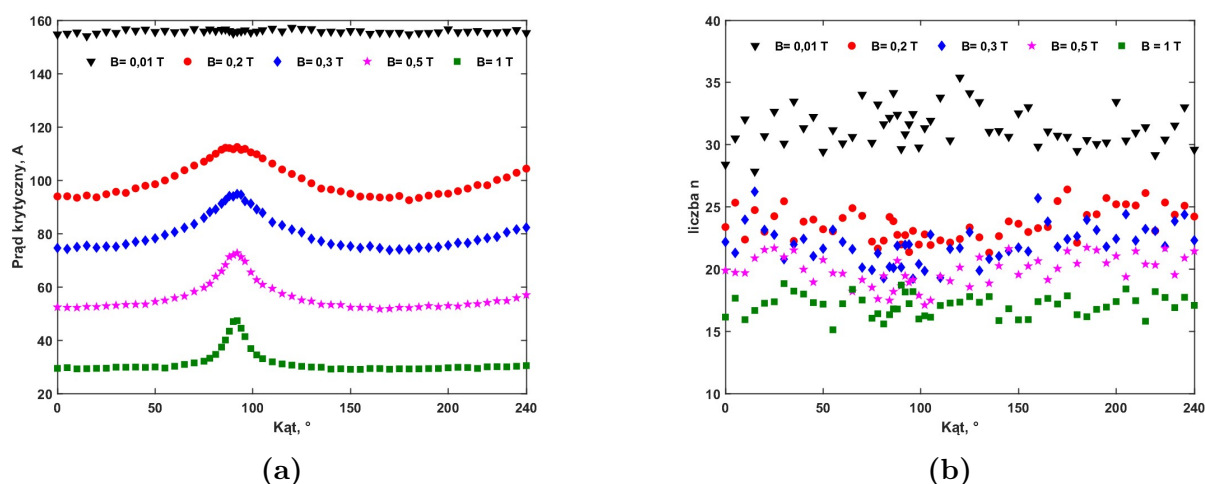 160
140
120
100
80
60
40
20
0 50 100 150 200 240
Prąd krytyczny, A
Kąt, °
B= 0,01 T B= 0,2 T B= 0,3 T B= 0,5 T B= 1 T
(a)
40
35
30
25
20
15
10
0 50 100 150 200 240
liczba n
Kąt, °
B= 0,01 T B= 0,2 T B= 0,3 T B= 0,5 T B = 1 T
(b)